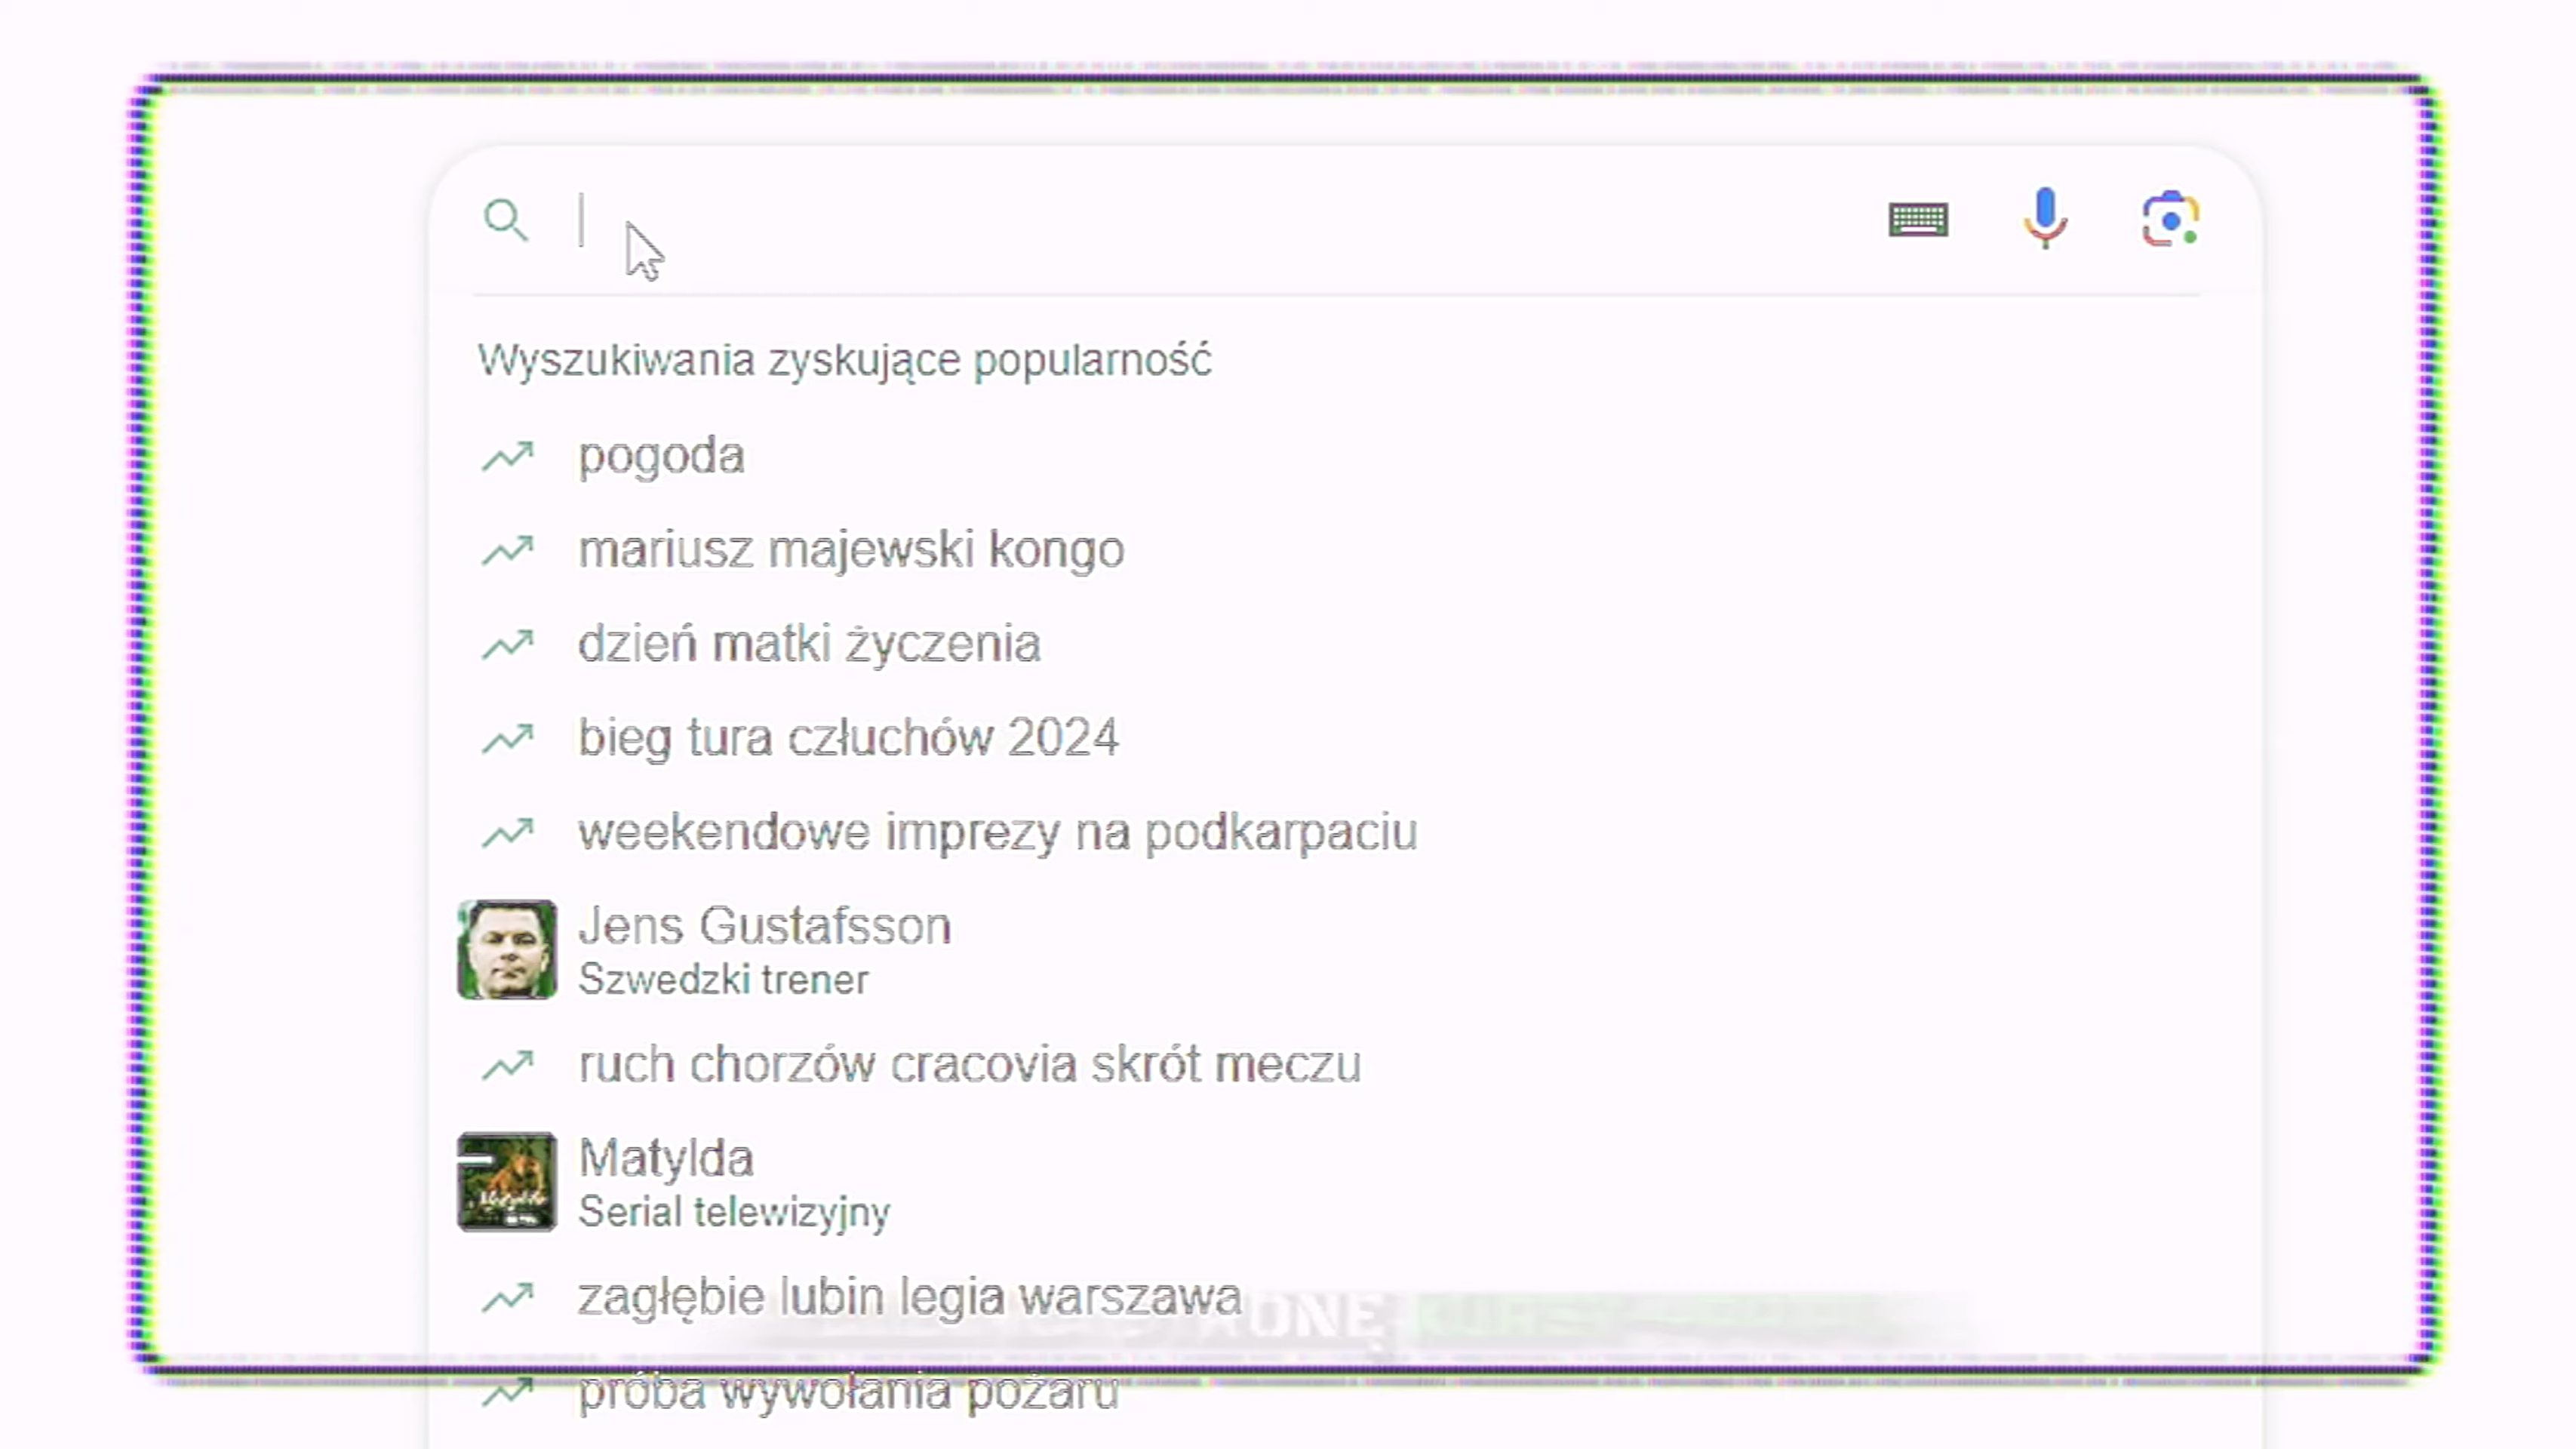 Wyszukiwania zyskujące popularność
pogoda
mariusz majewski kongo
dzień matki życzenia
bieg tura człuchów 2024
weekendowe imprezy na podkarpaciu
Jens Gustafsson
Szwedzki trener
ruch chorzów cracovia skrót meczu
Matylda
Serial telewizyjny
zagłębie lubin legia warszawa
próba wywołania pożaru